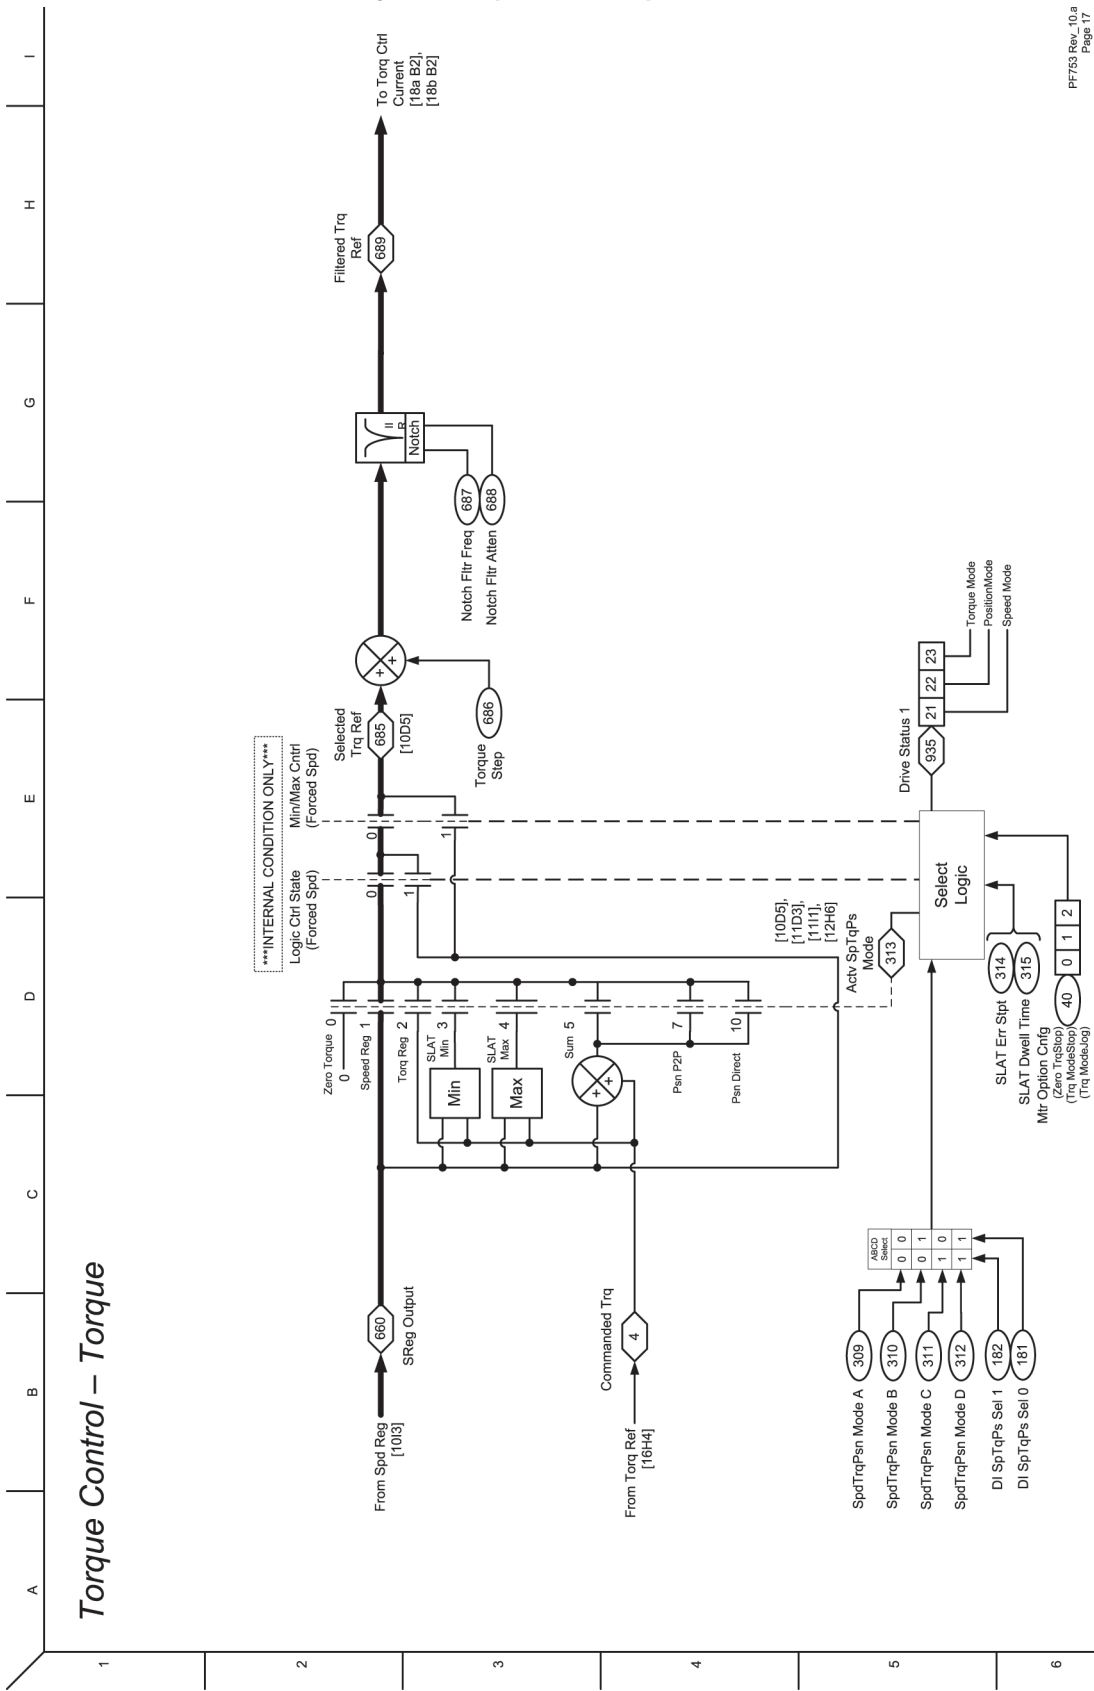 PF753 Rev_10.a
Page 17
A
B
C
D
E
F
G
H
I
1
2
3
4
5
6
Torque Control – Torque
From Spd Reg
[10I3]
660
SReg Output
From Torq Ref
[16H4]
Commanded Trq
4
Zero Torque 0
0
Speed Reg 1
Torq Reg 2
SLAT
Min 3
Min
SLAT
Max 4
Max
Sum 5
+
+
Psn P2P 7
Psn Direct 10
***INTERNAL CONDITION ONLY***
Logic Ctrl State
(Forced Spd)
0
1
Min/Max Cntrl
(Forced Spd)
0
1
Selected
Trq Ref
685
[10D5]
+
+
Torque
Step
686
II
R
Notch
687
Notch Fltr Freq
688
Notch Fltr Atten
Filtered Trq
Ref
689
To Torq Ctrl
Current
[18a B2],
[18b B2]
SpdTrqPsn Mode A
309
SpdTrqPsn Mode B
310
SpdTrqPsn Mode C
311
SpdTrqPsn Mode D
312
DI SpTqPs Sel 1
182
DI SpTqPs Sel 0
181
ABCD
Select
0 0
0 1
1 0
1 1
[10D5],
[11D3],
[11I1],
[12H6]
Actv SpTqPs
Mode
313
Select
Logic
SLAT Err Stpt
314
SLAT Dwell Time
315
Mtr Option Cnfg
(Zero TrqStop)
(Trq ModeStop)
(Trq ModeJog)
40
0 1 2
Drive Status 1
935
21 22 23
Torque Mode
PositionMode
Speed Mode